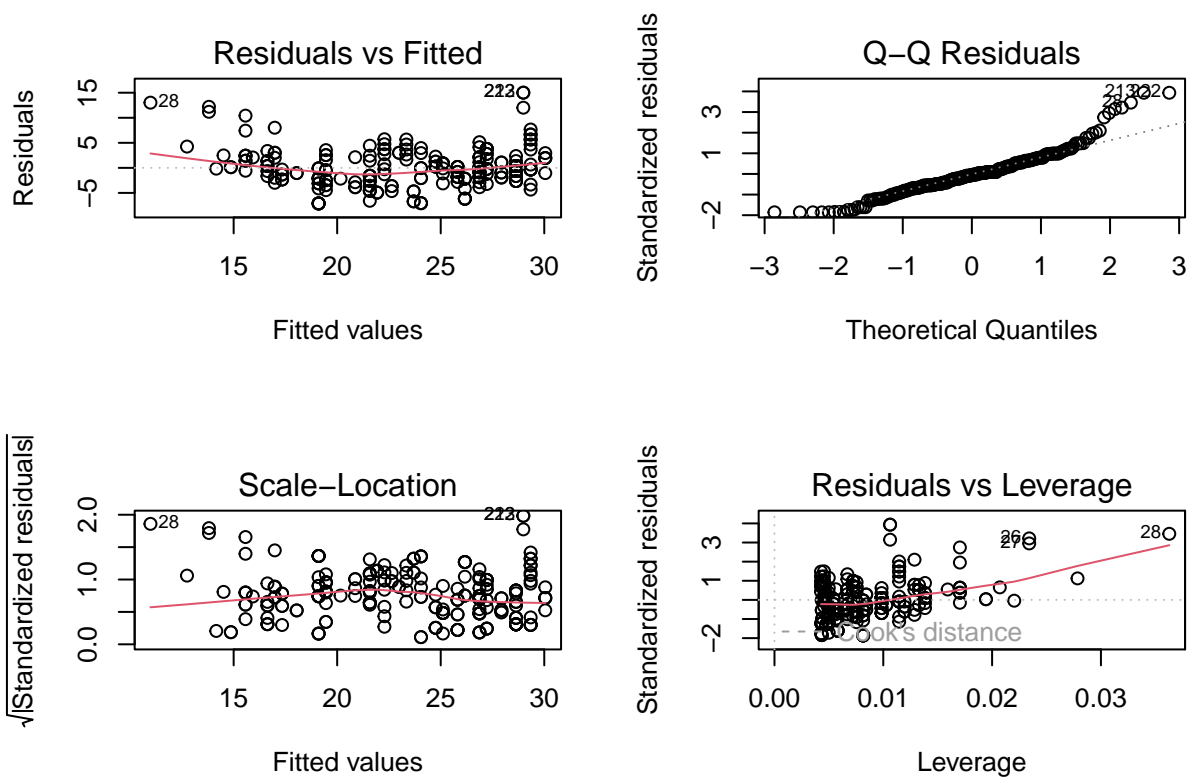 Residuals vs Fitted
Residuals
15
5
−5
28
15
20
25
30
Fitted values
Q−Q Residuals
Standardized residuals
3
1
−2
−3
−2
−1
0
1
2
3
Theoretical Quantiles
Scale−Location
√|Standardized residuals|
2.0
1.0
0.0
28
15
20
25
30
Fitted values
Residuals vs Leverage
Standardized residuals
3
1
−2
26
27
28
Cook's distance
0.00
0.01
0.02
0.03
Leverage